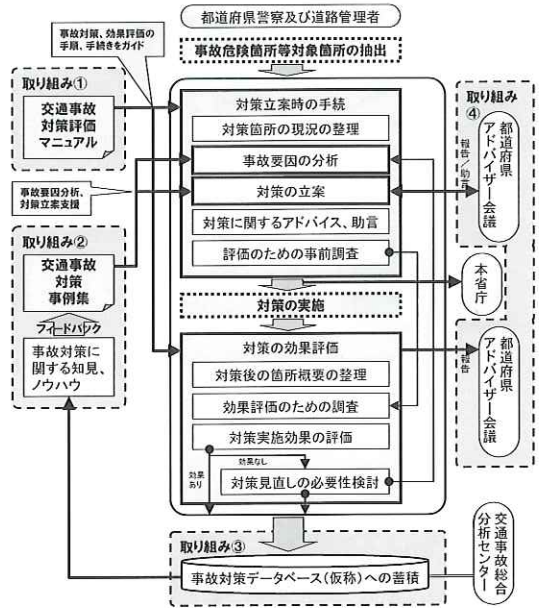 都道府県警察及び道路管理者
事故対策、効果評価の
手順、手続きをガイド
事故危険箇所等対象箇所の抽出
取り組み①
交通事故
対策評価
マニュアル
対策立案時の手続
対策箇所の現況の整理
事故要因の分析
対策の立案
対策に関するアドバイス、助言
評価のための事前調査
取り組み
④
報告/助言
都道府県
アドバイザー会議
事故要因分析、
対策立案支援
取り組み②
交通事故
対策
事例集
フィードバック
事故対策に
関する知見、
ノウハウ
本省庁
対策の実施
対策の効果評価
対策後の箇所概要の整理
効果評価のための調査
対策実施効果の評価
効果なし
効果
あり
対策見直しの必要性検討
報告
都道府県
アドバイザー会議
取り組み③
事故対策データベース(仮称)への蓄積
交通事故総合
分析センター